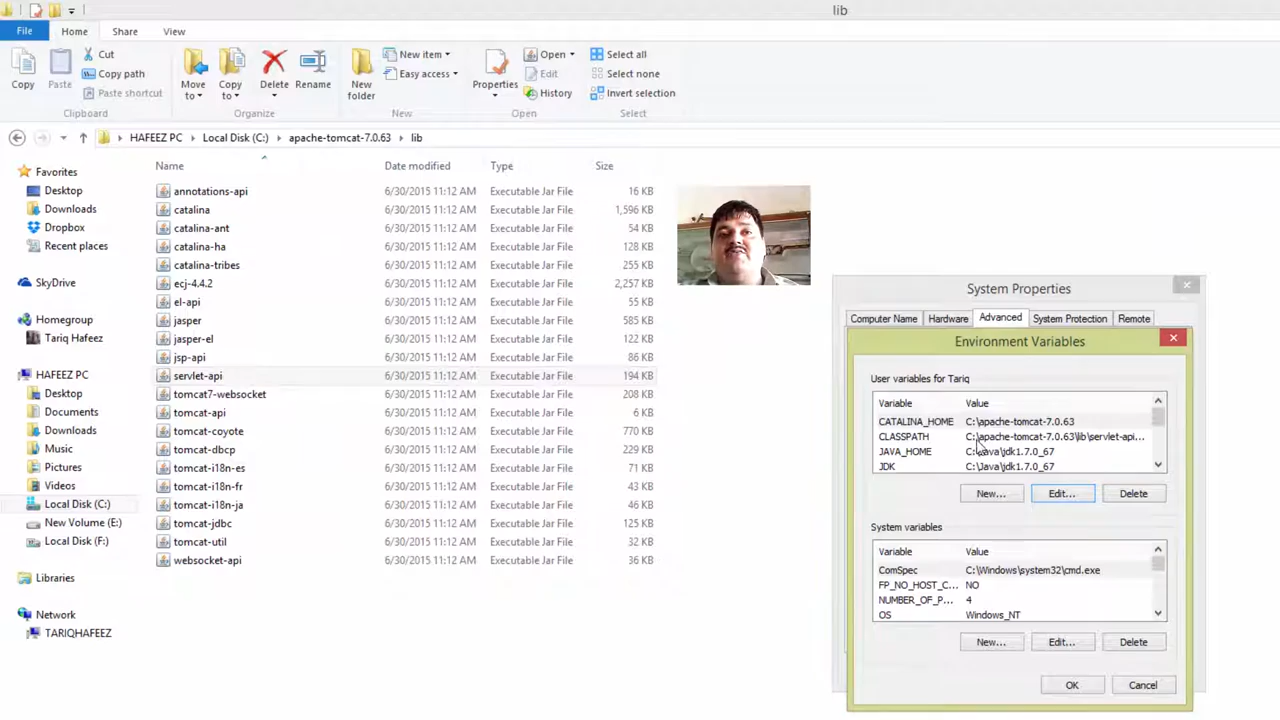 lib
File Home Share View
Copy
Paste
Cut
Copy path
Paste shortcut
Clipboard
Move to
Copy to
Delete
Rename
Organize
New folder
New item
Easy access
New
Properties
Open
Edit
History
Open
Select all
Select none
Invert selection
Select
HAFEEZ PC Local Disk (C:) apache-tomcat-7.0.63 lib
Favorites
Desktop
Downloads
Dropbox
Recent places
SkyDrive
Homegroup
Tariq Hafeez
HAFEEZ PC
Desktop
Documents
Downloads
Music
Pictures
Videos
Local Disk (C:)
New Volume (E:)
Local Disk (F:)
Libraries
Network
TARIQHAFEEZ
Name Date modified Type Size
annotations-api 6/30/2015 11:12 AM Executable Jar File 16 KB
catalina 6/30/2015 11:12 AM Executable Jar File 1,596 KB
catalina-ant 6/30/2015 11:12 AM Executable Jar File 54 KB
catalina-ha 6/30/2015 11:12 AM Executable Jar File 128 KB
catalina-tribes 6/30/2015 11:12 AM Executable Jar File 255 KB
ecj-4.4.2 6/30/2015 11:12 AM Executable Jar File 2,257 KB
el-api 6/30/2015 11:12 AM Executable Jar File 55 KB
jasper 6/30/2015 11:12 AM Executable Jar File 585 KB
jasper-el 6/30/2015 11:12 AM Executable Jar File 122 KB
jsp-api 6/30/2015 11:12 AM Executable Jar File 86 KB
servlet-api 6/30/2015 11:12 AM Executable Jar File 194 KB
tomcat7-websocket 6/30/2015 11:12 AM Executable Jar File 208 KB
tomcat-api 6/30/2015 11:12 AM Executable Jar File 6 KB
tomcat-coyote 6/30/2015 11:12 AM Executable Jar File 770 KB
tomcat-dbcp 6/30/2015 11:12 AM Executable Jar File 229 KB
tomcat-i18n-es 6/30/2015 11:12 AM Executable Jar File 68 KB
tomcat-i18n-fr 6/30/2015 11:12 AM Executable Jar File 43 KB
tomcat-i18n-ja 6/30/2015 11:12 AM Executable Jar File 46 KB
tomcat-jdbc 6/30/2015 11:12 AM Executable Jar File 125 KB
tomcat-util 6/30/2015 11:12 AM Executable Jar File 32 KB
websocket-api 6/30/2015 11:12 AM Executable Jar File 36 KB
System Properties
Computer Name Hardware Advanced System Protection Remote
Environment Variables
User variables for Tariq
Variable Value
CATALINA_HOME C:\apache-tomcat-7.0.63
CLASSPATH C:\apache-tomcat-7.0.63\lib\servlet-api...
JAVA_HOME C:\Java\jdk1.7.0_67
JDK C:\Java\jdk1.7.0_67
New... Edit... Delete
System variables
Variable Value
ComSpec C:\Windows\system32\cmd.exe
FP_NO_HOST_C... NO
NUMBER_OF_P... 4
OS Windows_NT
New... Edit... Delete
OK Cancel